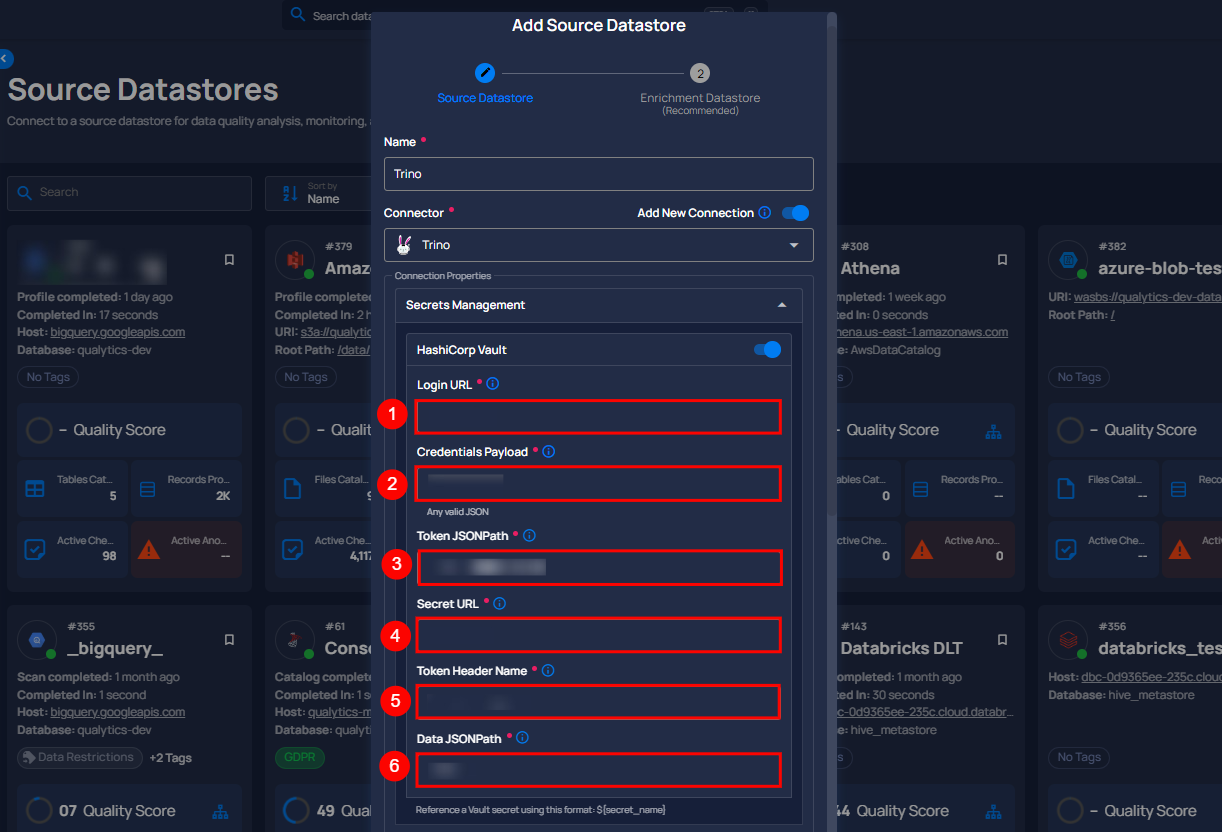 Search data
Add Source Datastore
2
Source Datastore
Enrichment Datastore
(Recommended)
Source Datastores
Connect to a source datastore for data quality analysis, monitoring,
Search
Sort by
Name
Name *
Trino
Connector *
Add New Connection
Trino
Connection Properties
Secrets Management
HashiCorp Vault
Login URL *
1
Credentials Payload *
2
Any valid JSON
Token JSONPath *
3
Secret URL *
4
Token Header Name *
5
Data JSONPath *
6
Reference a Vault secret using this format: ${secret_name}
Profile completed: 1 day ago
Completed In: 17 seconds
Host: bigquery.googleapis.com
Database: qualytics-dev
No Tags
– Quality Score
Tables Cat...
5
Records Pro...
2K
Active Che...
98
Active Ano...
--
#379
Amaz
Profile completed:
Completed In: 2 h
URI: s3a://qualytic
Root Path: /data/
No Tags
– Qualit
Files Catal...
9
Active Che...
4,117
#308
Athena
mpleted: 1 week ago
ed In: 0 seconds
ena.us-east-1.amazonaws.com
e: AwsDataCatalog
s
Quality Score
ables Cat...
0
Records Pro...
--
ctive Che...
0
Active Ano...
0
#382
azure-blob-tes
URI: wasbs://qualytics-dev-data
Root Path: /
No Tags
– Quality Score
Files Catal...
--
Reco
Active Che...
--
Acti
#355
_bigquery_
Scan completed: 1 month ago
Completed In: 1 second
Host: bigquery.googleapis.com
Database: qualytics-dev
Data Restrictions
+2 Tags
07 Quality Score
#61
Conso
Catalog completed:
Completed In: 1 s
Host: qualytics-m
Database: qualyti
GDPR
49 Qua
#143
Databricks DLT
mpleted: 1 month ago
ed In: 30 seconds
c-0d9365ee-235c.cloud.databr...
e: hive_metastore
s
44 Quality Score
#356
databricks_tes
Host: dbc-0d9365ee-235c.cloud
Database: hive_metastore
No Tags
– Quality Score